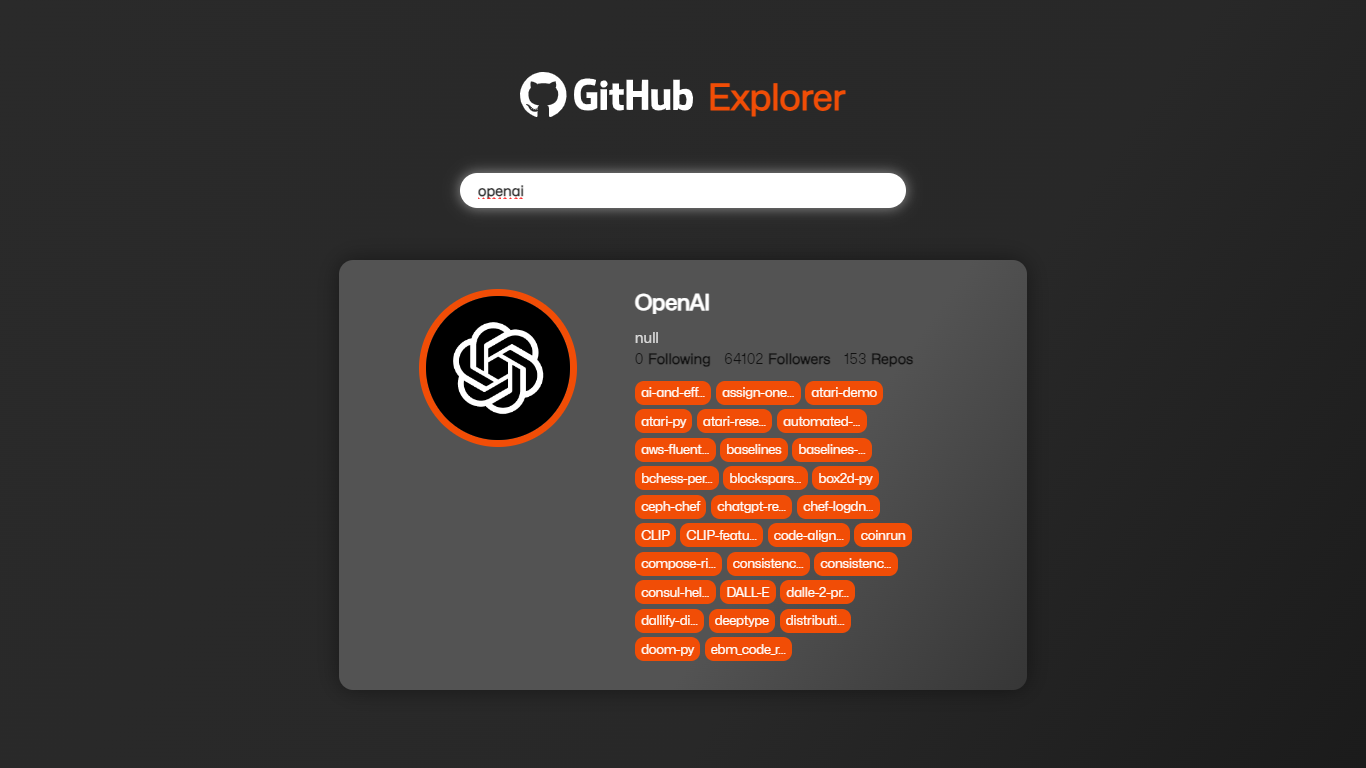 GitHub Explorer
openai
OpenAI
null
0 Following 64102 Followers 153 Repos
ai-and-eff... assign-one... atari-demo
atari-py atari-rese... automated-...
aws-fluent... baselines baselines-...
bchess-per... blockspars... box2d-py
ceph-chef chatgpt-re... chef-logdn...
CLIP CLIP-featu... code-align... coinrun
compose-ri... consistenc... consistenc...
consul-hel... DALL-E dalle-2-pr...
dallify-di... deeptype distributi...
doom-py ebm_code_r...